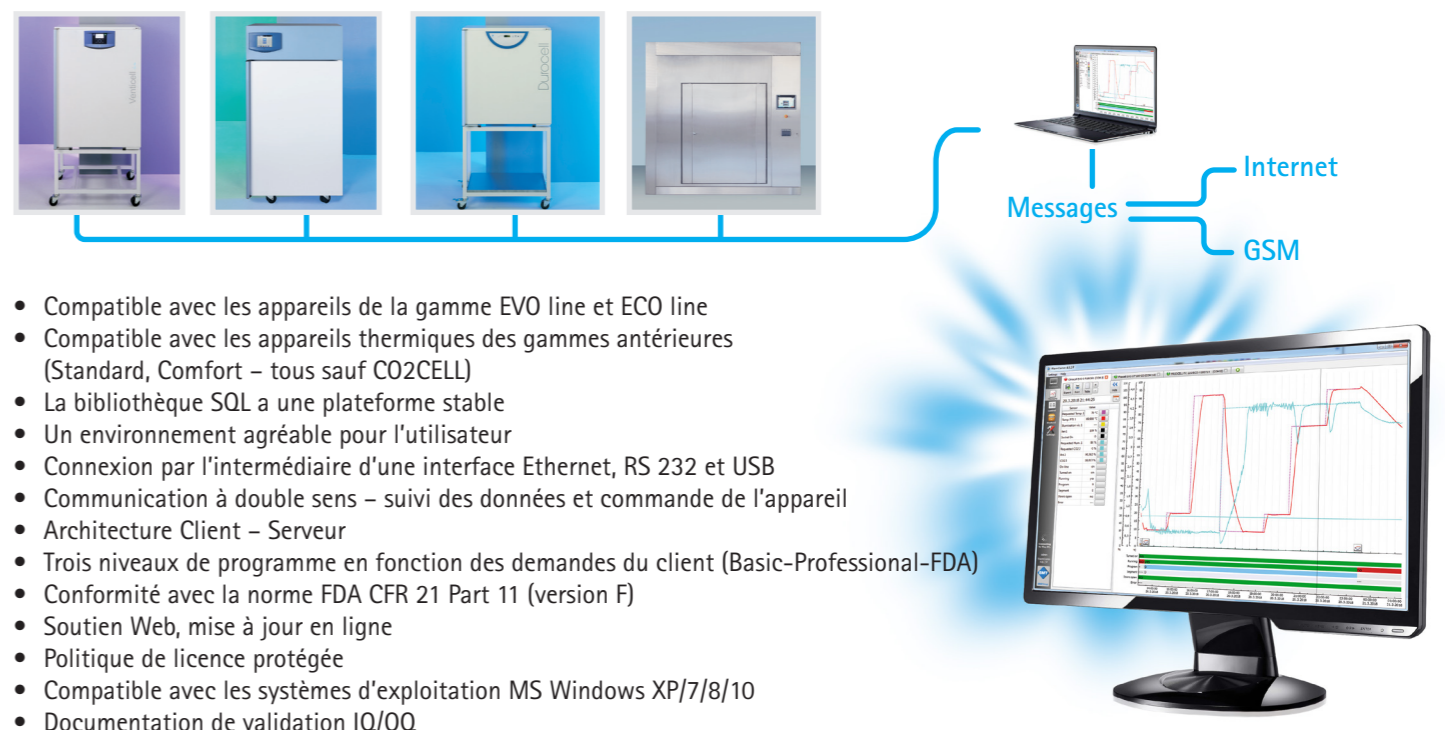 Venticell
Durocell
Internet
Messages
GSM
• Compatible avec les appareils de la gamme EVO line et ECO line
• Compatible avec les appareils thermiques des gammes antérieures
(Standard, Comfort – tous sauf CO2CELL)
• La bibliothèque SQL a une plateforme stable
• Un environnement agréable pour l'utilisateur
• Connexion par l'intermédiaire d'une interface Ethernet, RS 232 et USB
• Communication à double sens – suivi des données et commande de l'appareil
• Architecture Client – Serveur
• Trois niveaux de programme en fonction des demandes du client (Basic-Professional-FDA)
• Conformité avec la norme FDA CFR 21 Part 11 (version F)
• Soutien Web, mise à jour en ligne
• Politique de licence protégée
• Compatible avec les systèmes d'exploitation MS Windows XP/7/8/10
• Documentation de validation IQ/OQ